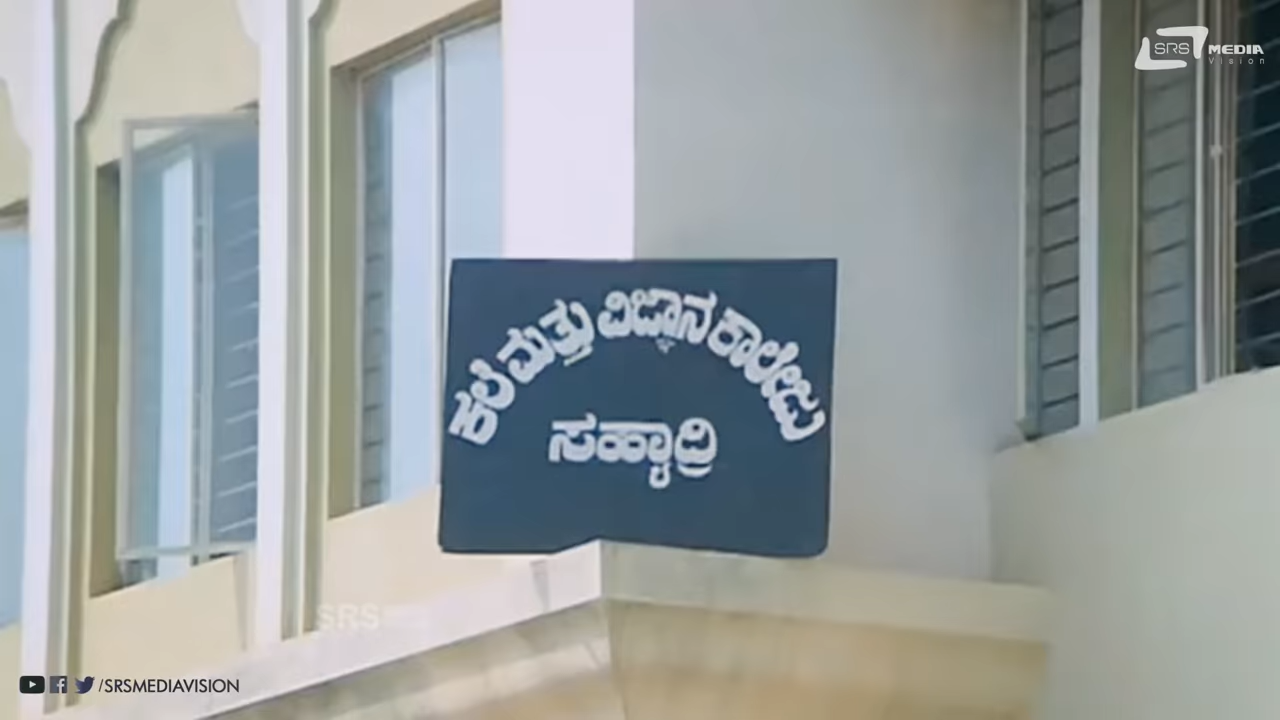 SRS MEDIA
Vision
ಕಲೆ ಮತ್ತು ವಿಜ್ಞಾನ ಕಾಲೇಜು
ಸಹ್ಯಾದ್ರಿ
SRS
/SRSMEDIAVISION